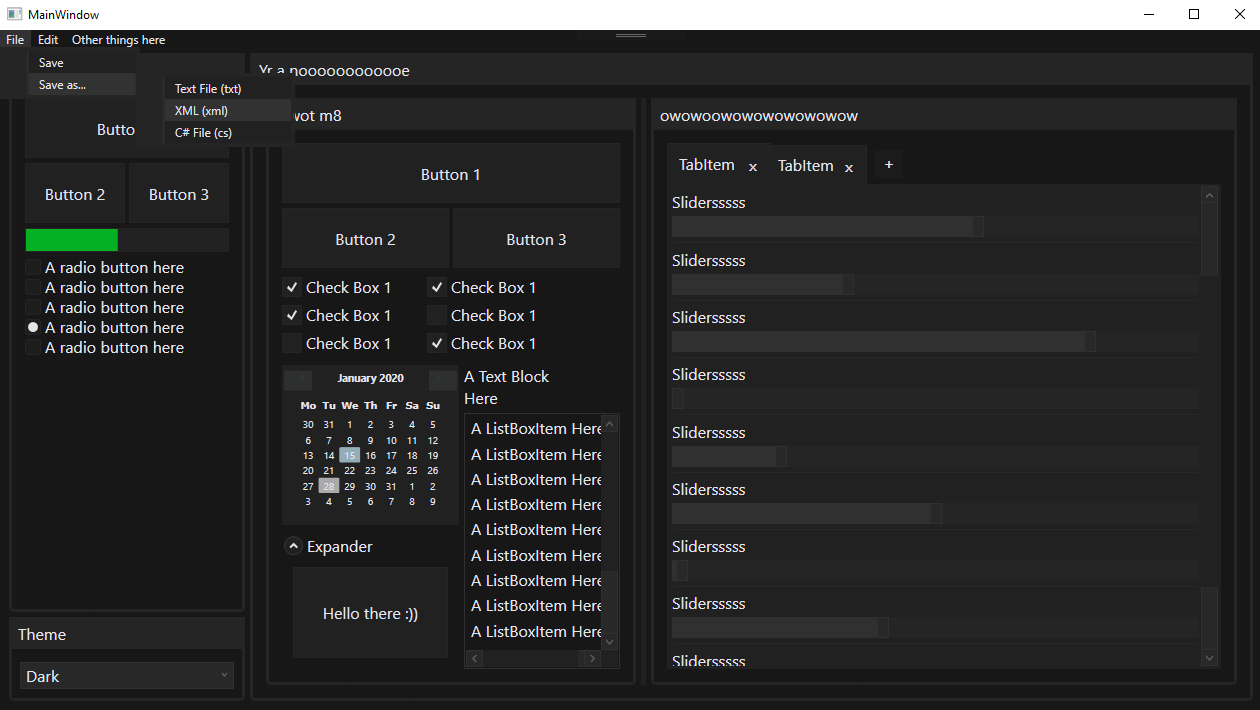 MainWindow
File Edit Other things here
Save
Save as...
Text File (txt)
XML (xml)
C# File (cs)
Yr a noooooooooooe
Butto
Button 2 Button 3
A radio button here
A radio button here
A radio button here
A radio button here
A radio button here
Theme
Dark
wot m8
Button 1
Button 2 Button 3
Check Box 1 Check Box 1
Check Box 1 Check Box 1
Check Box 1 Check Box 1
January 2020
Mo Tu We Th Fr Sa Su
30 31 1 2 3 4 5
6 7 8 9 10 11 12
13 14 15 16 17 18 19
20 21 22 23 24 25 26
27 28 29 30 31 1 2
3 4 5 6 7 8 9
Expander
Hello there :))
A Text Block
Here
A ListBoxItem Here
A ListBoxItem Here
A ListBoxItem Here
A ListBoxItem Here
A ListBoxItem Here
A ListBoxItem Here
A ListBoxItem Here
A ListBoxItem Here
A ListBoxItem Here
owowoowowowowowowow
TabItem x TabItem x +
Slidersssss
Slidersssss
Slidersssss
Slidersssss
Slidersssss
Slidersssss
Slidersssss
Slidersssss
Slidersssss